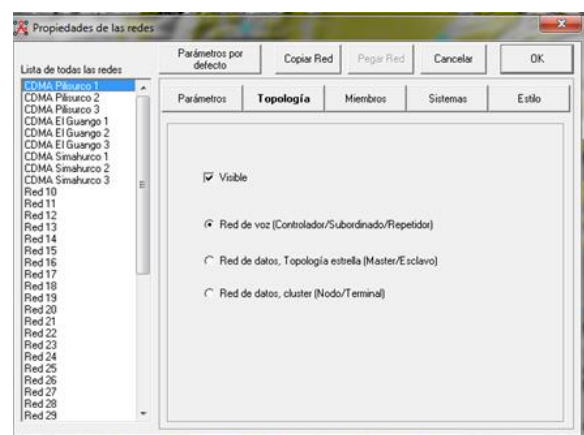 Propiedades de las redes
Parámetros por defecto
Copiar Red
Pegar Red
Cancelar
OK
Lista de todas las redes
Parámetros
Topología
Miembros
Sistemas
Estilo
CDMA Pilisurco 1
CDMA Pilisurco 2
CDMA Pilisurco 3
CDMA El Guango 1
CDMA El Guango 2
CDMA El Guango 3
CDMA Simahurco 1
CDMA Simahurco 2
CDMA Simahurco 3
Red 10
Red 11
Red 12
Red 13
Red 14
Red 15
Red 16
Red 17
Red 18
Red 19
Red 20
Red 21
Red 22
Red 23
Red 24
Red 25
Red 26
Red 27
Red 28
Red 29
Visible
Red de voz (Controlador/Subordinado/Repetidor)
Red de datos, Topología estrella (Master/Esclavo)
Red de datos, cluster (Nodo/Terminal)